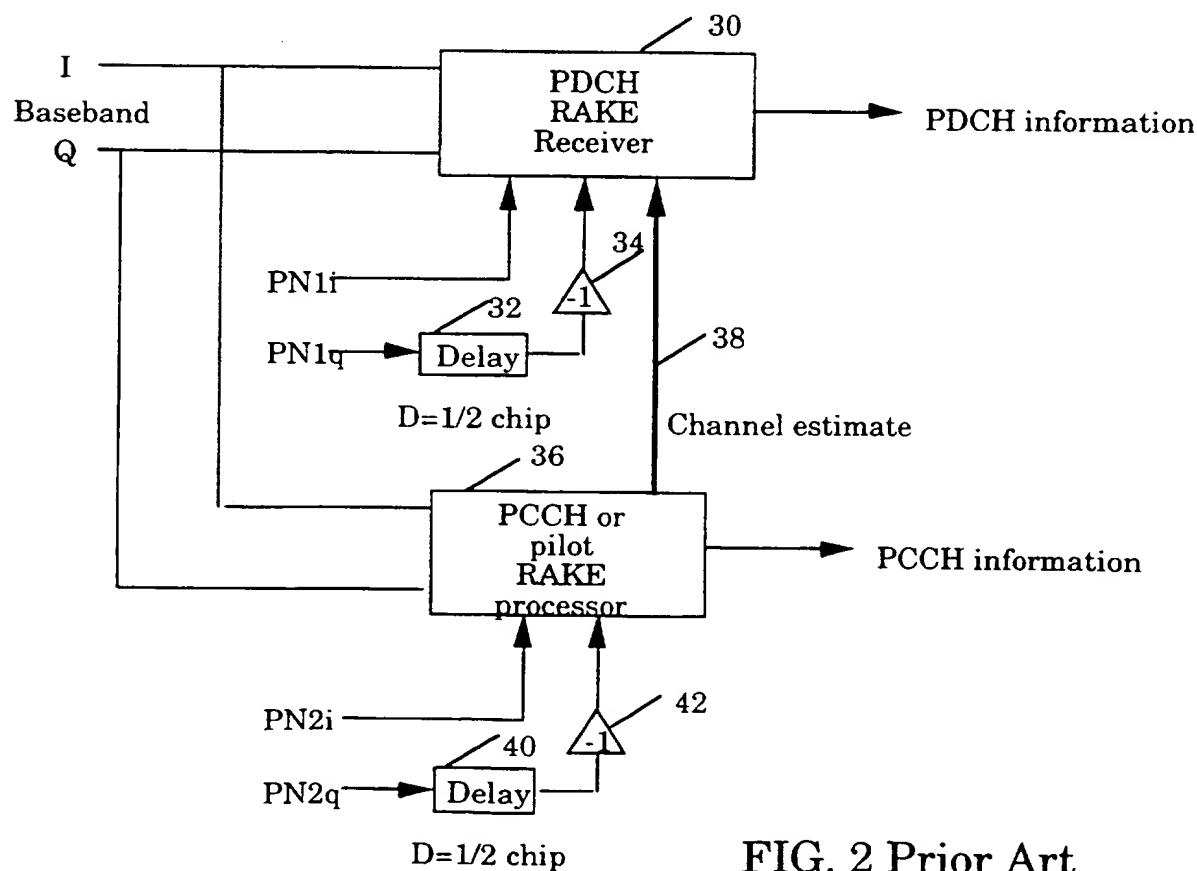 30
I
Baseband
Q
PDCH
RAKE
Receiver
PDCH information
34
PN1i
-1
32
PN1q
Delay
38
D=1/2 chip
Channel estimate
36
PCCH or
pilot
RAKE
processor
PCCH information
42
PN2i
-1
40
PN2q
Delay
D=1/2 chip
FIG. 2 Prior Art